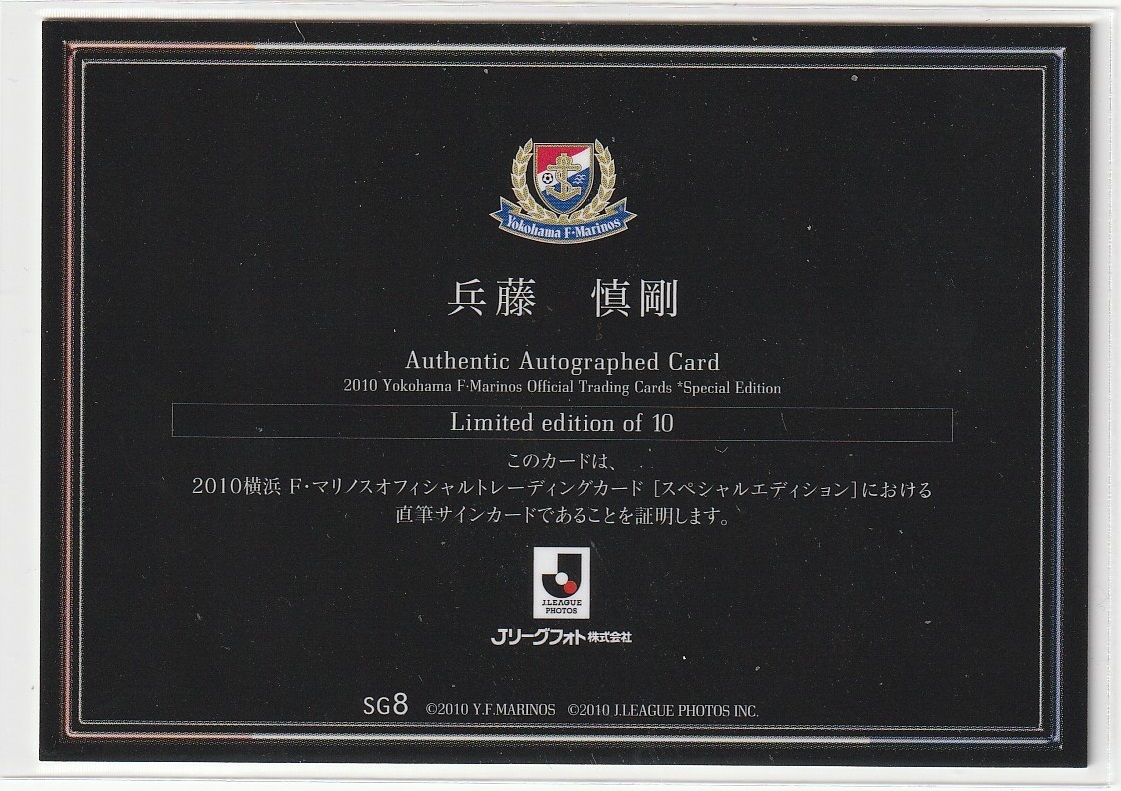 Yokohama F·Marinos
兵藤　慎剛
Authentic Autographed Card
2010 Yokohama F·Marinos Official Trading Cards *Special Edition
Limited edition of 10
このカードは、
2010横浜 F・マリノスオフィシャルトレーディングカード [スペシャルエディション]における
直筆サインカードであることを証明します。
J.LEAGUE
PHOTOS
Jリーグフォト株式会社
SG8 ©2010 Y.F.MARINOS ©2010 J.LEAGUE PHOTOS INC.